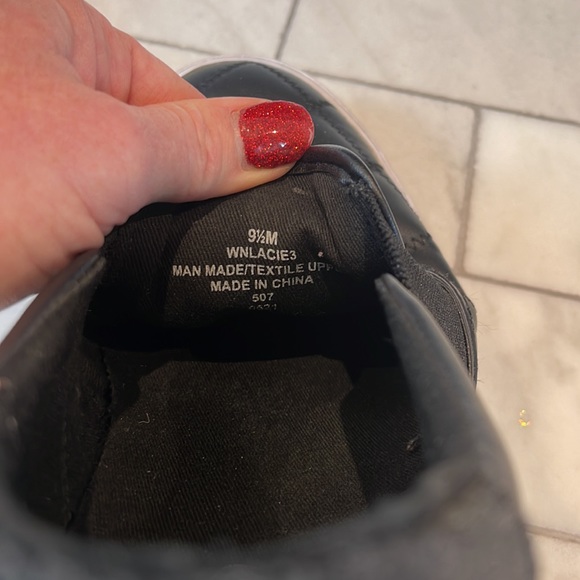 9½M
WNLACIE3
MAN MADE/TEXTILE
MADE IN CHINA
507